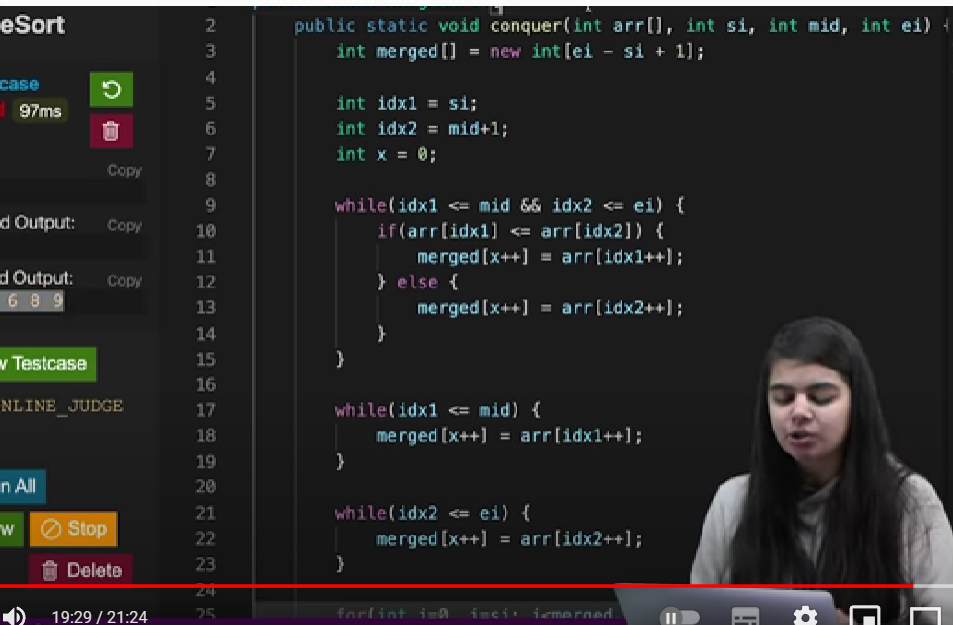 eSort
case
97ms
Copy
d Output:
Copy
d Output:
Copy
6 8 9
w Testcase
NLINE_JUDGE
n All
w
Stop
Delete
2 public static void conquer(int arr[], int si, int mid, int ei) {
3 int merged[] = new int[ei - si + 1];
4
5 int idx1 = si;
6 int idx2 = mid+1;
7 int x = 0;
8
9 while(idx1 <= mid && idx2 <= ei) {
10 if(arr[idx1] <= arr[idx2]) {
11 merged[x++] = arr[idx1++];
12 } else {
13 merged[x++] = arr[idx2++];
14 }
15 }
16
17 while(idx1 <= mid) {
18 merged[x++] = arr[idx1++];
19 }
20
21 while(idx2 <= ei) {
22 merged[x++] = arr[idx2++];
23 }
24
25 for(int i=0, j=si; i<merged.
19:29 / 21:24